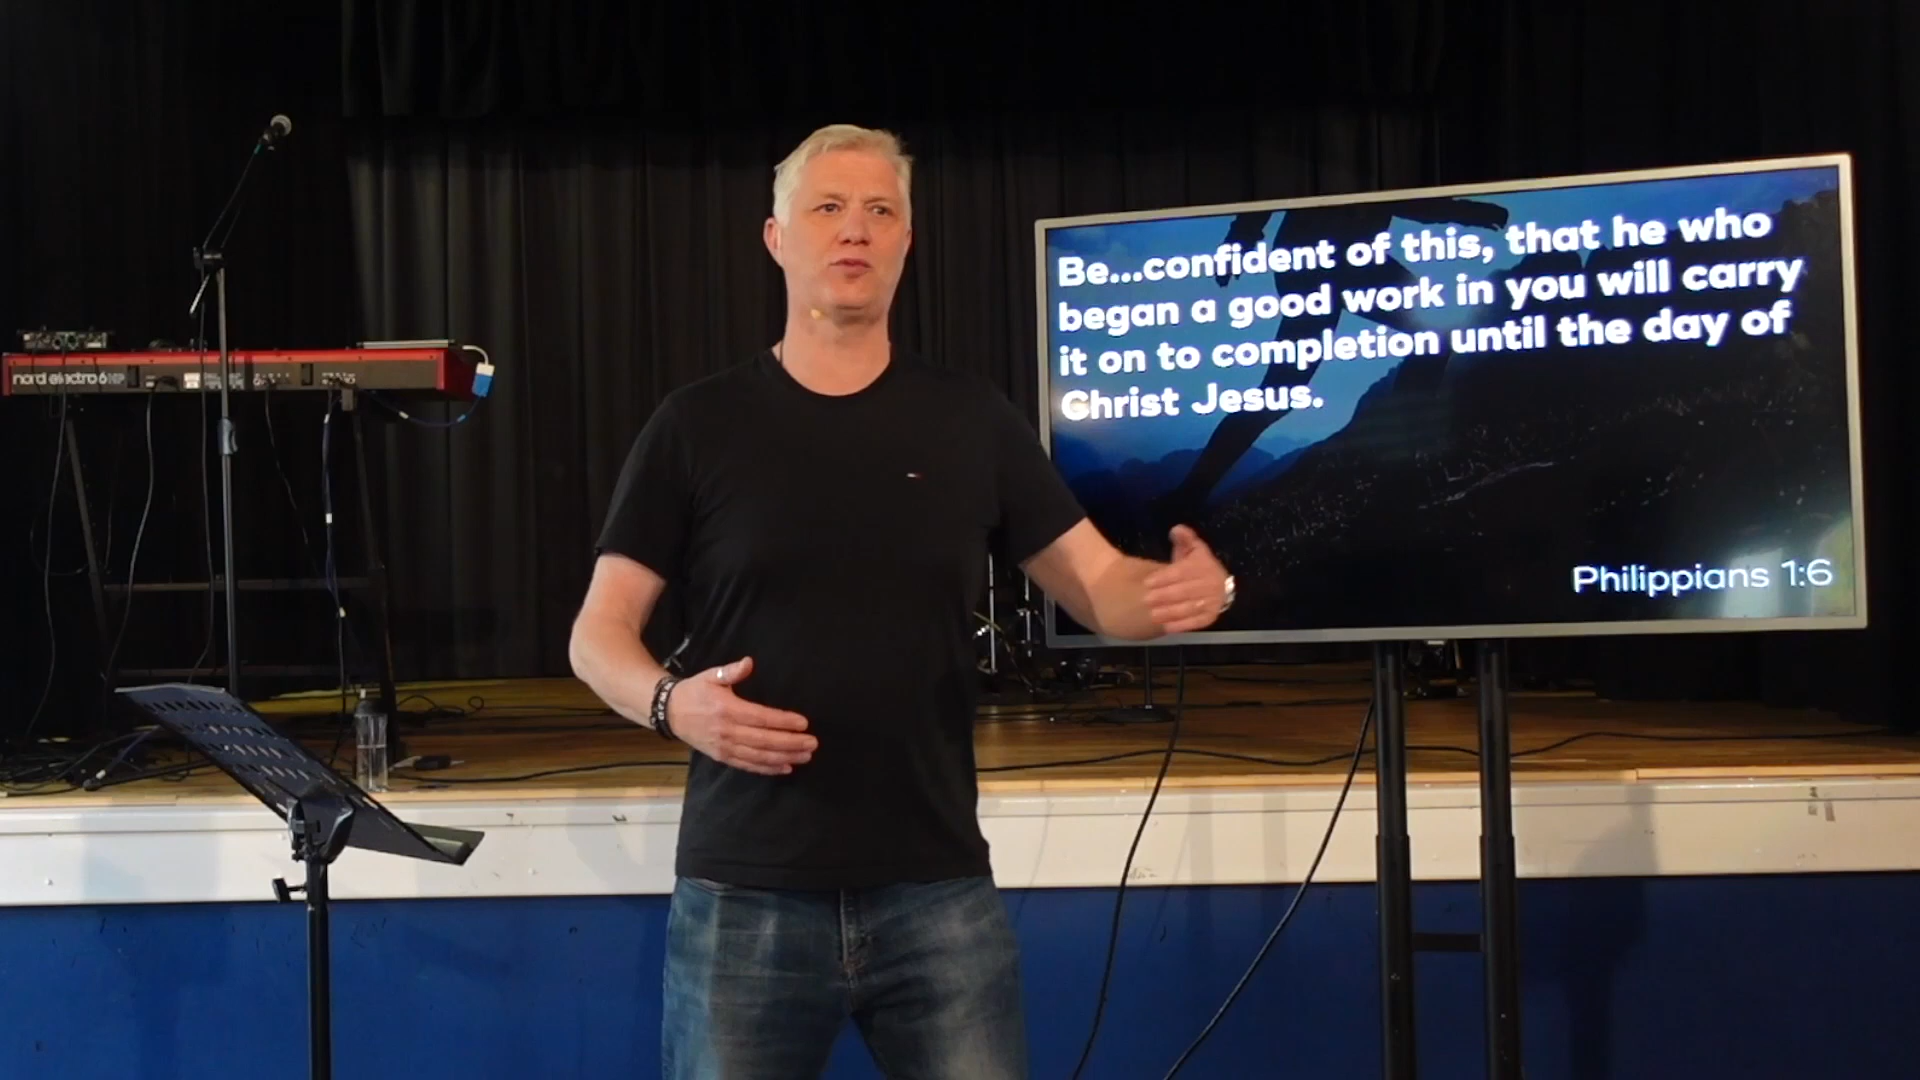 nord electro 6 HP
Be...confident of this, that he who
began a good work in you will carry
it on to completion until the day of
Christ Jesus.
Philippians 1:6